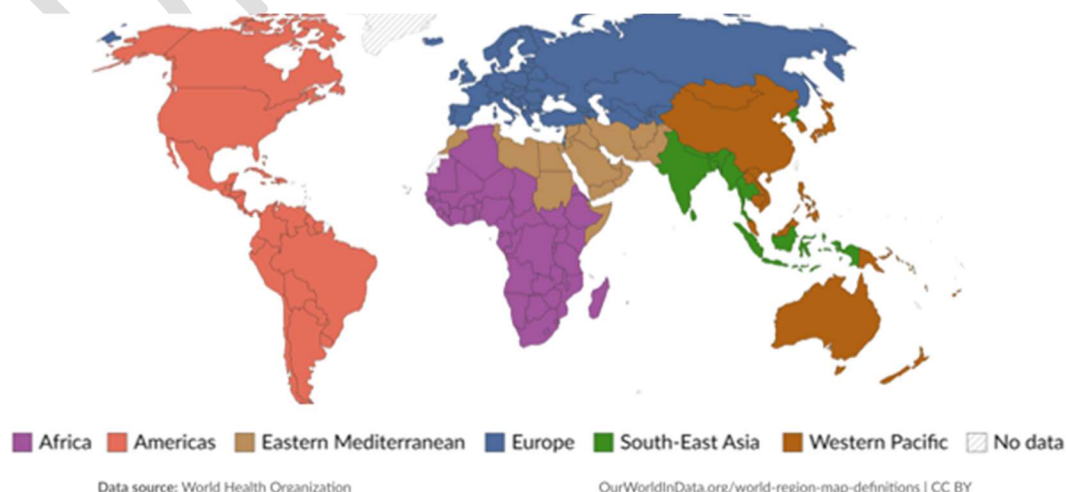 Africa Americas Eastern Mediterranean Europe South-East Asia Western Pacific No data
Data source: World Health Organization OurWorldInData.org/world-region-map-definitions | CC BY